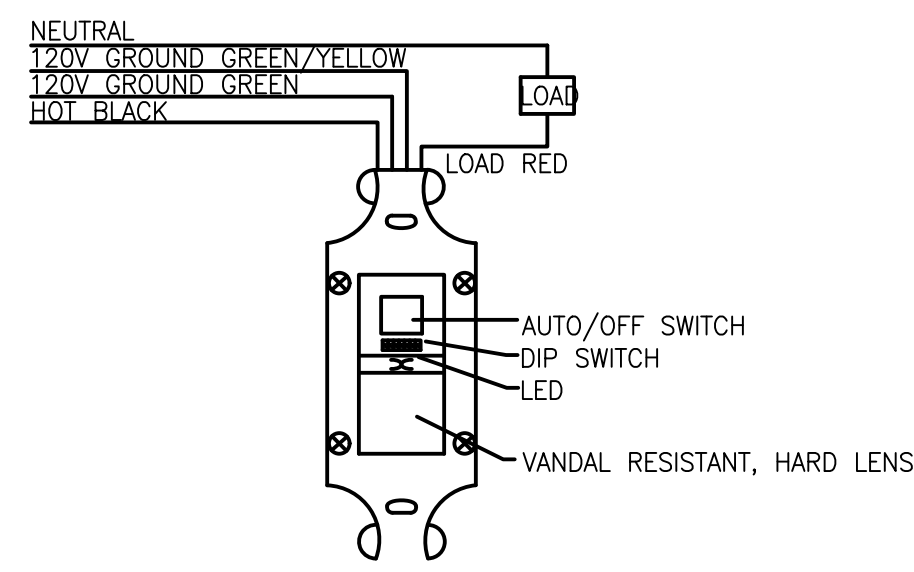 NEUTRAL
120V GROUND GREEN/YELLOW
120V GROUND GREEN
HOT BLACK
LOAD
LOAD RED
AUTO/OFF SWITCH
DIP SWITCH
LED
VANDAL RESISTANT, HARD LENS